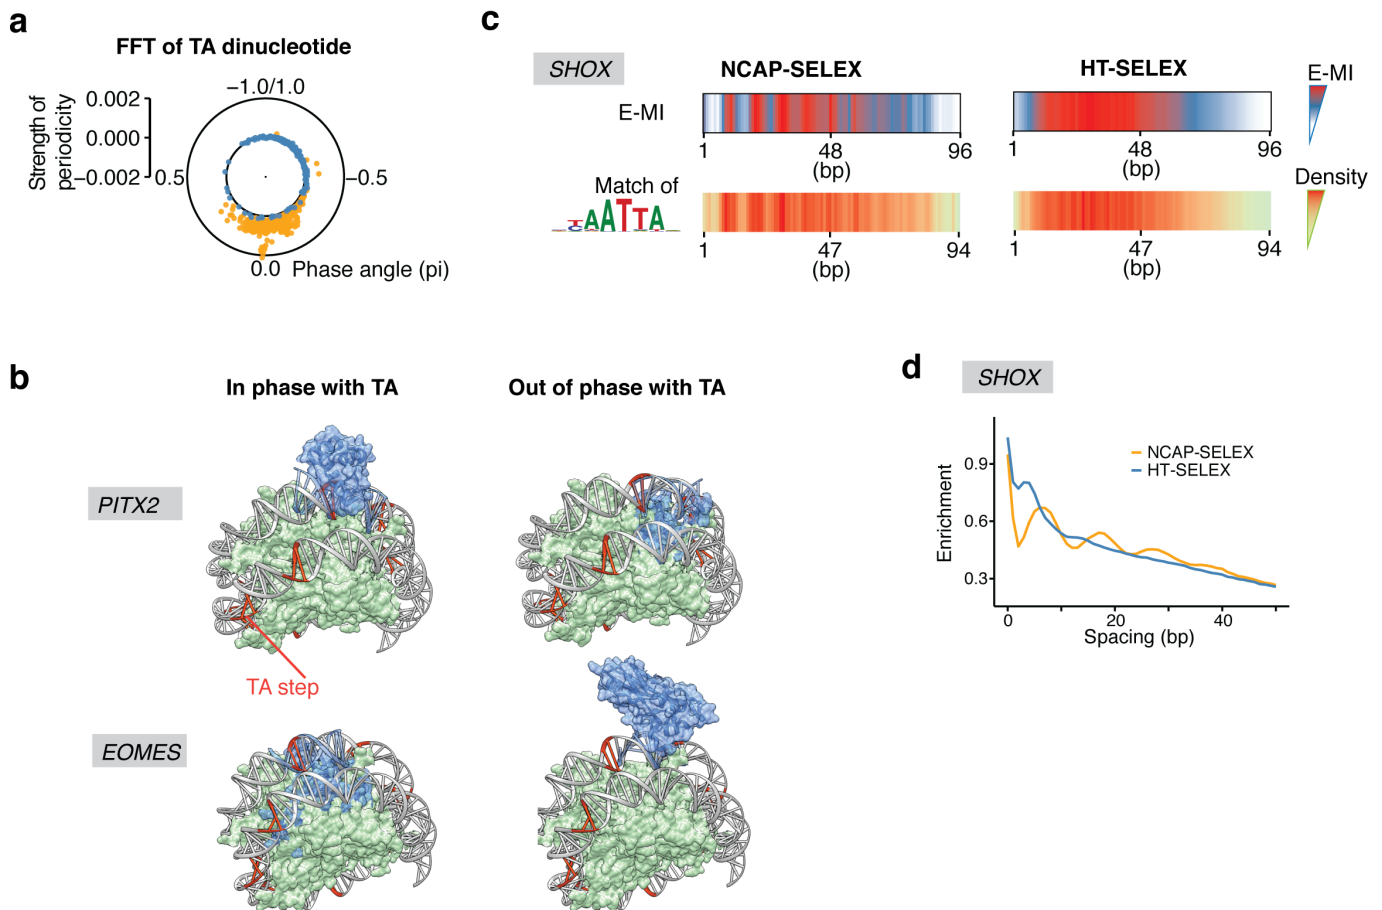 a
FFT of TA dinucleotide
−1.0/1.0
Strength of
periodicity
0.002
0.000
−0.002
0.5
−0.5
0.0
Phase angle (pi)
c
SHOX
NCAP-SELEX
HT-SELEX
E-MI
E-MI
1
48
96
(bp)
1
48
96
(bp)
Match of
TAATTA
1
47
94
(bp)
1
47
94
(bp)
Density
b
In phase with TA
Out of phase with TA
PITX2
TA step
EOMES
d
SHOX
NCAP-SELEX
HT-SELEX
Enrichment
0.9
0.6
0.3
0
20
40
Spacing (bp)